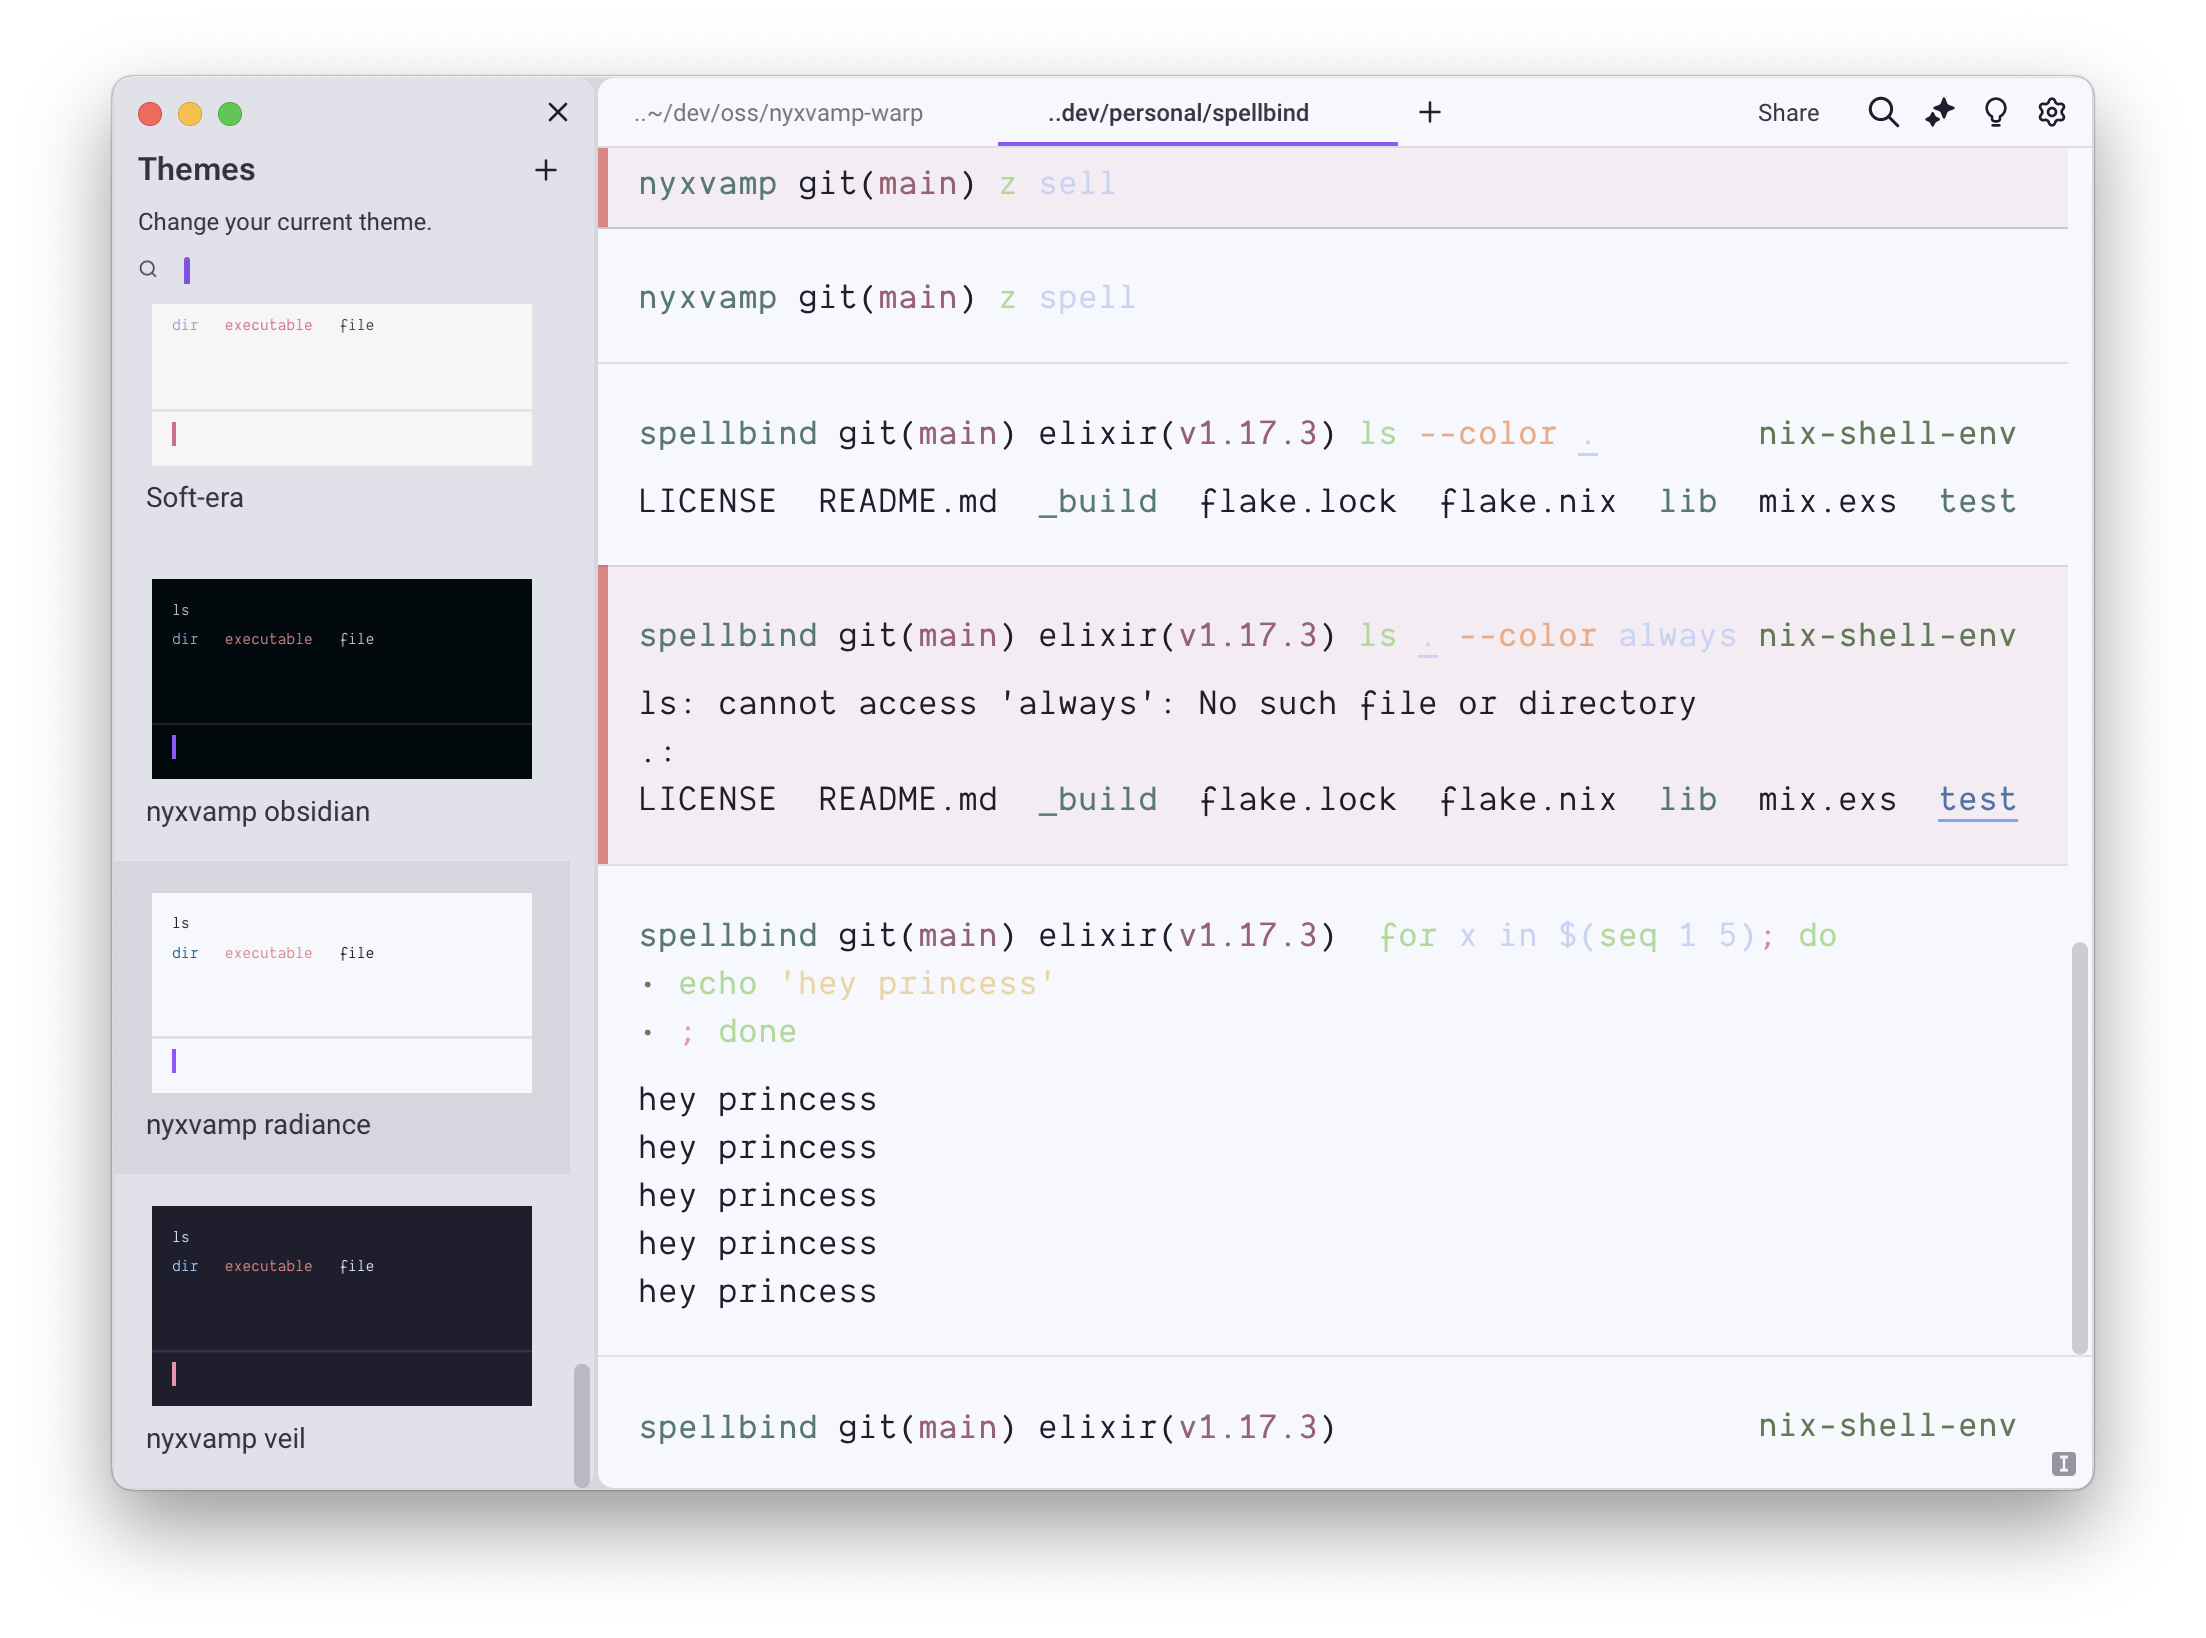 Themes
Change your current theme.
dir executable file
Soft-era
ls
dir executable file
nyxvamp obsidian
ls
dir executable file
nyxvamp radiance
ls
dir executable file
nyxvamp veil
..~/dev/oss/nyxvamp-warp ..dev/personal/spellbind Share
nyxvamp git(main) z sell
nyxvamp git(main) z spell
spellbind git(main) elixir(v1.17.3) ls --color . nix-shell-env
LICENSE README.md _build flake.lock flake.nix lib mix.exs test
spellbind git(main) elixir(v1.17.3) ls . --color always nix-shell-env
ls: cannot access 'always': No such file or directory
.:
LICENSE README.md _build flake.lock flake.nix lib mix.exs test
spellbind git(main) elixir(v1.17.3) for x in $(seq 1 5); do
· echo 'hey princess'
· ; done
hey princess
hey princess
hey princess
hey princess
hey princess
spellbind git(main) elixir(v1.17.3) nix-shell-env